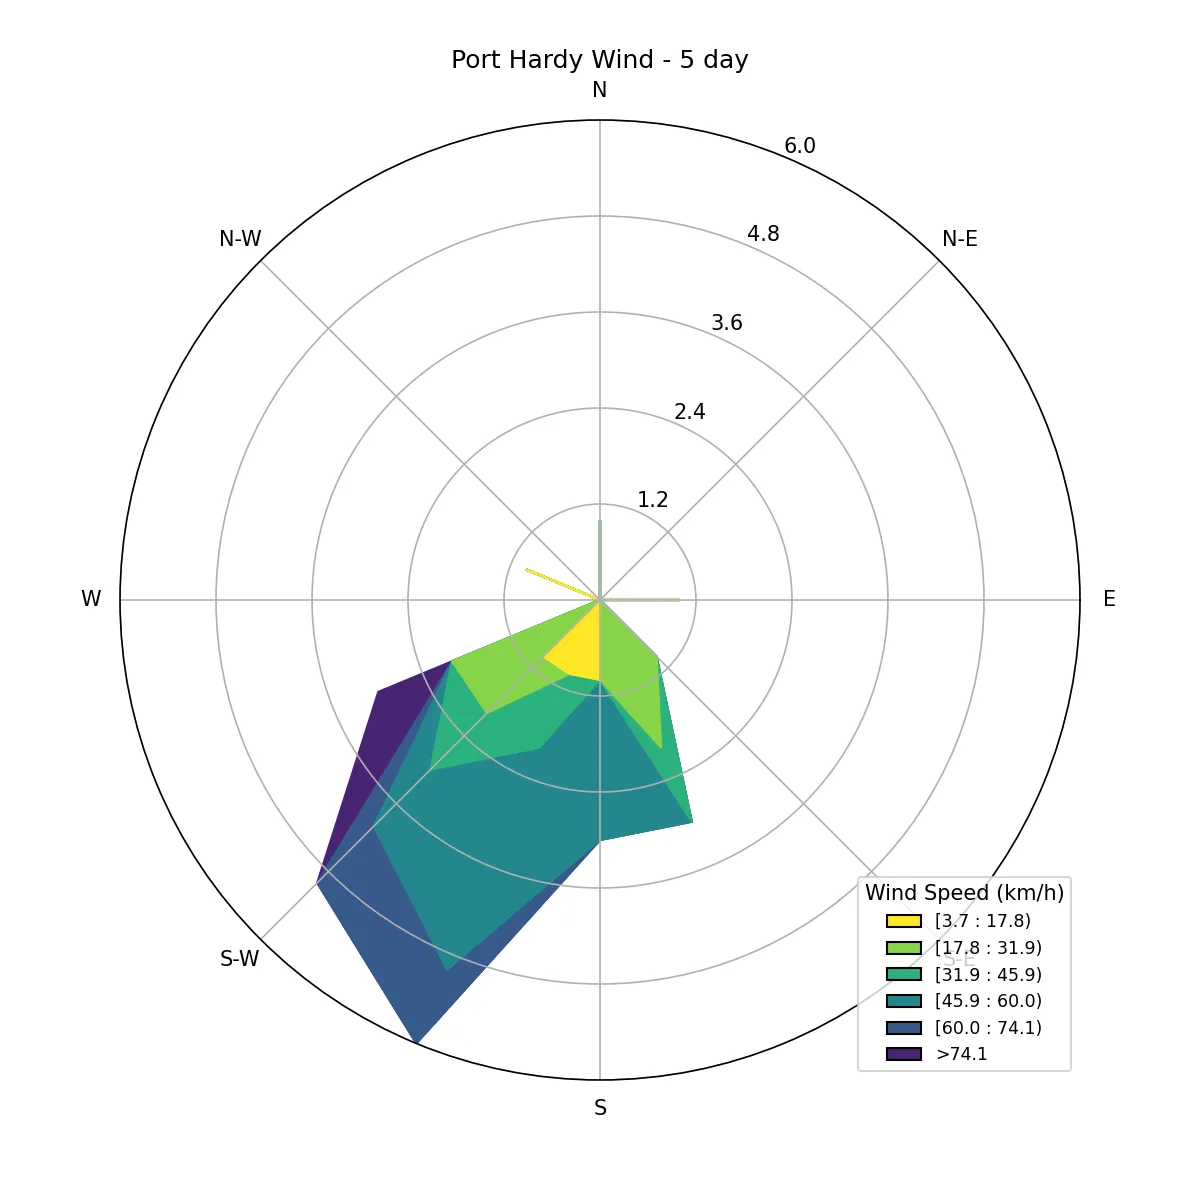 Port Hardy Wind - 5 day
N
6.0
N-W
N-E
4.8
3.6
2.4
1.2
W
E
S-W
S-E
S
Wind Speed (km/h)
[3.7 : 17.8)
[17.8 : 31.9)
[31.9 : 45.9)
[45.9 : 60.0)
[60.0 : 74.1)
>74.1